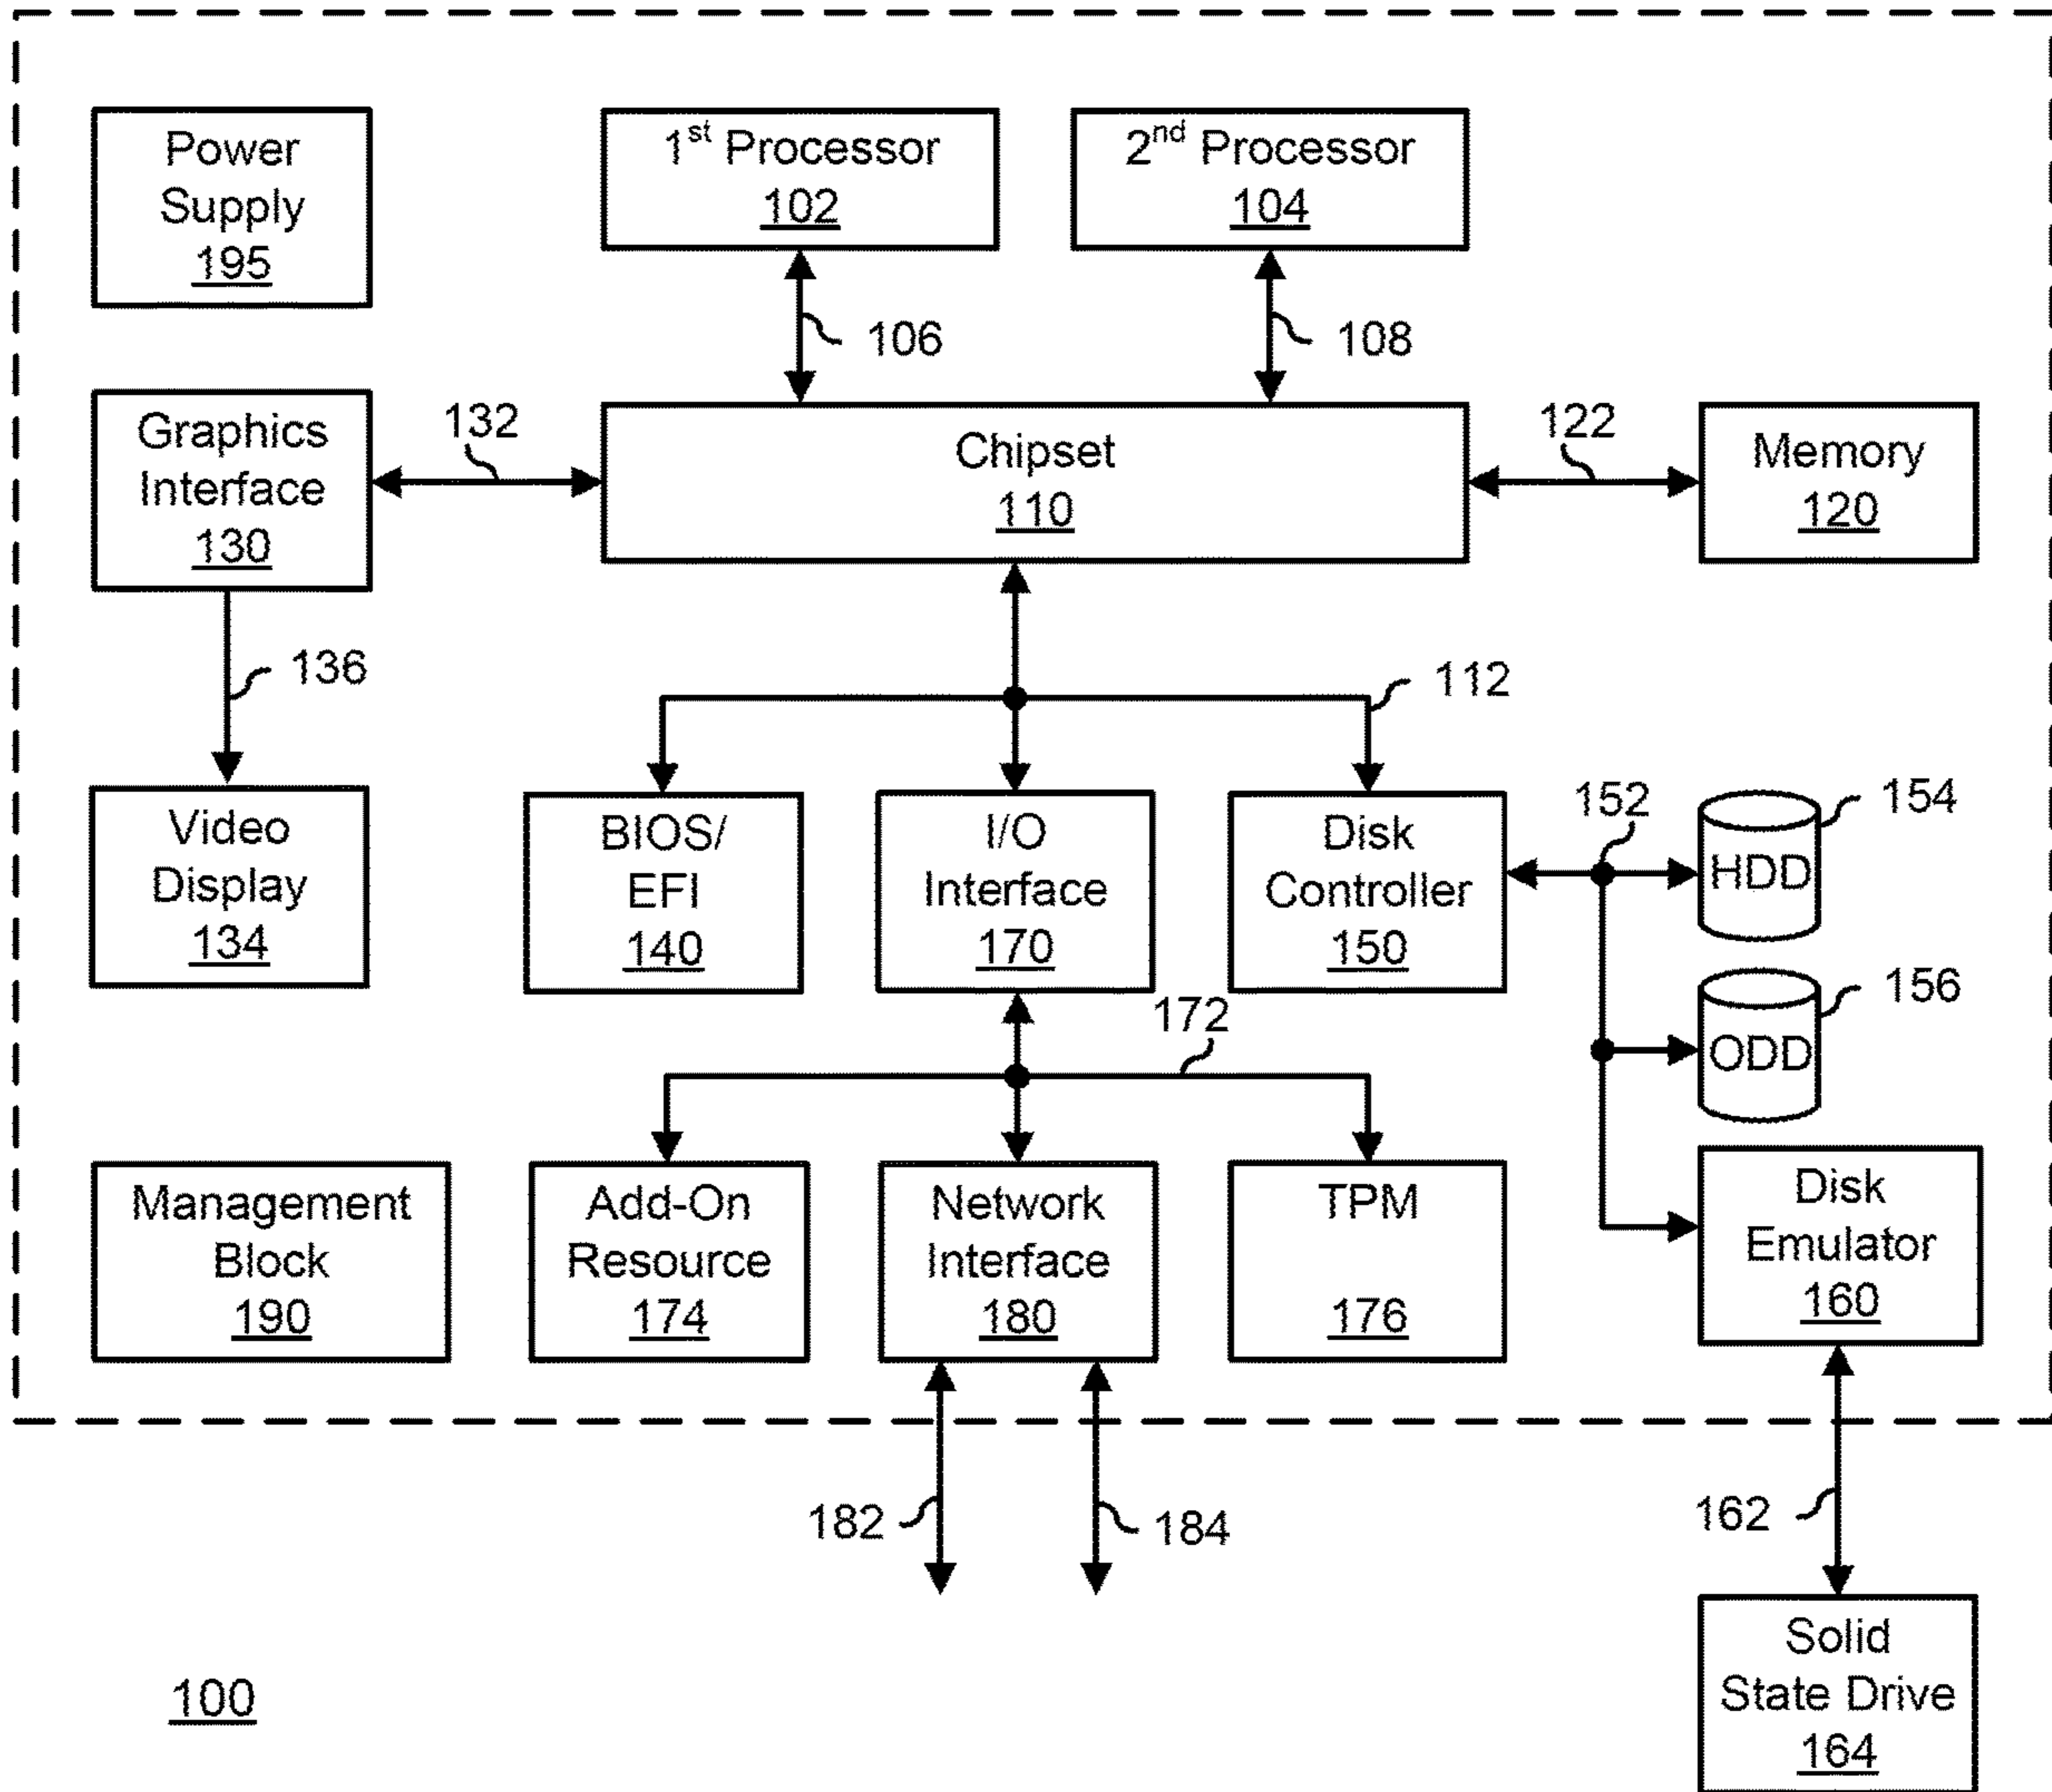 Power
Supply
195
1st Processor
102
2nd Processor
104
106
108
Graphics
Interface
130
132
Chipset
110
122
Memory
120
136
112
Video
Display
134
BIOS/
EFI
140
I/O
Interface
170
Disk
Controller
150
152
HDD
154
172
ODD
156
Management
Block
190
Add-On
Resource
174
Network
Interface
180
TPM
176
Disk
Emulator
160
182
184
162
Solid
State Drive
164
100